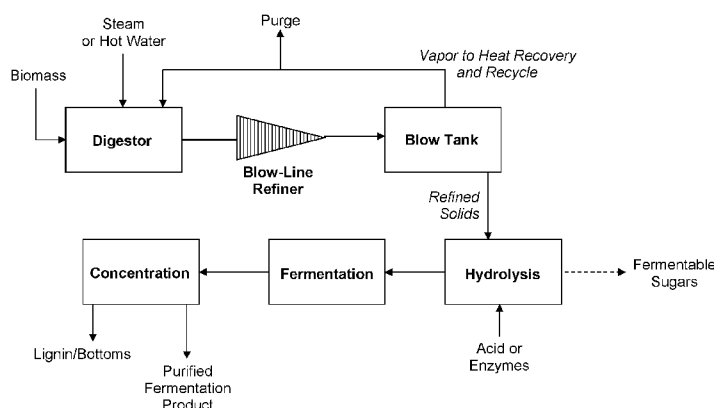 Steam
or Hot Water
Purge
Vapor to Heat Recovery
and Recycle
Biomass
Digestor
Blow-Line
Refiner
Blow Tank
Refined
Solids
Concentration
Fermentation
Hydrolysis
Fermentable
Sugars
Lignin/Bottoms
Purified
Fermentation
Product
Acid or
Enzymes